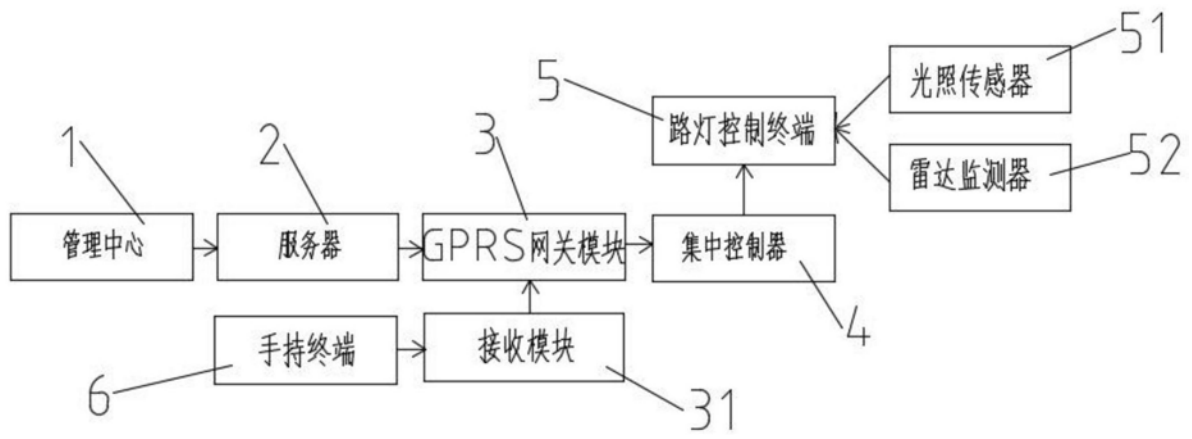 51
光照传感器
5
路灯控制终端
1
2
3
雷达监测器
52
管理中心
服务器
GPRS网关模块
集中控制器
4
手持终端
接收模块
6
31